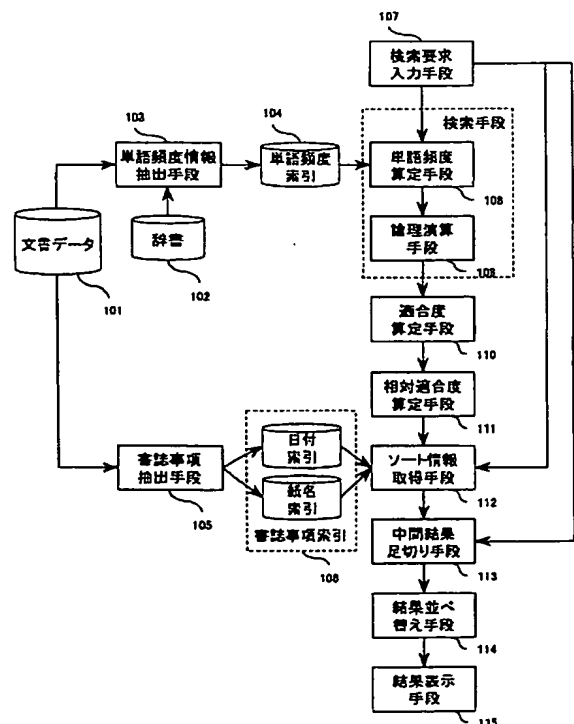 107
検索要求
入力手段
検索手段
103
単語頻度情報
抽出手段
104
単語頻度
索引
単語頻度
算定手段
108
文書データ
101
辞書
102
論理演算
手段
109
適合度
算定手段
110
相対適合度
算定手段
111
書誌事項
抽出手段
105
日付
索引
紙名
索引
書誌事項索引
106
ソート情報
取得手段
112
中間結果
足切り手段
113
結果並べ
替え手段
114
結果表示
手段
115